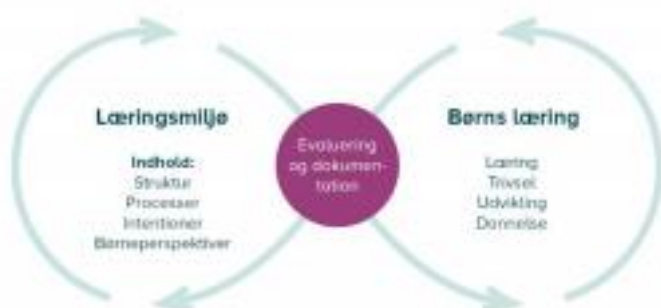 Læringsmiljø
Indhold:
Struktur
Processer
Intentioner
Børneperspektiver
Evaluering
og dokumen-
tation
Børns læring
Læring
Trivsel
Udvikling
Dannelse